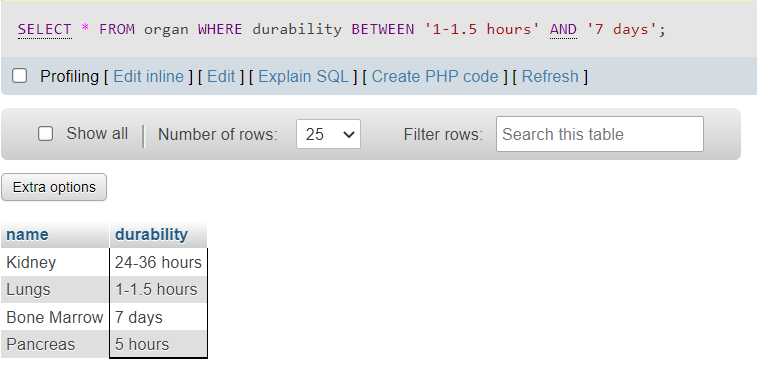 SELECT * FROM organ WHERE durability BETWEEN '1-1.5 hours' AND '7 days';
Profiling [ Edit inline ] [ Edit ] [ Explain SQL ] [ Create PHP code ] [ Refresh ]
Show all Number of rows: 25 Filter rows: Search this table
Extra options
name durability
Kidney 24-36 hours
Lungs 1-1.5 hours
Bone Marrow 7 days
Pancreas 5 hours